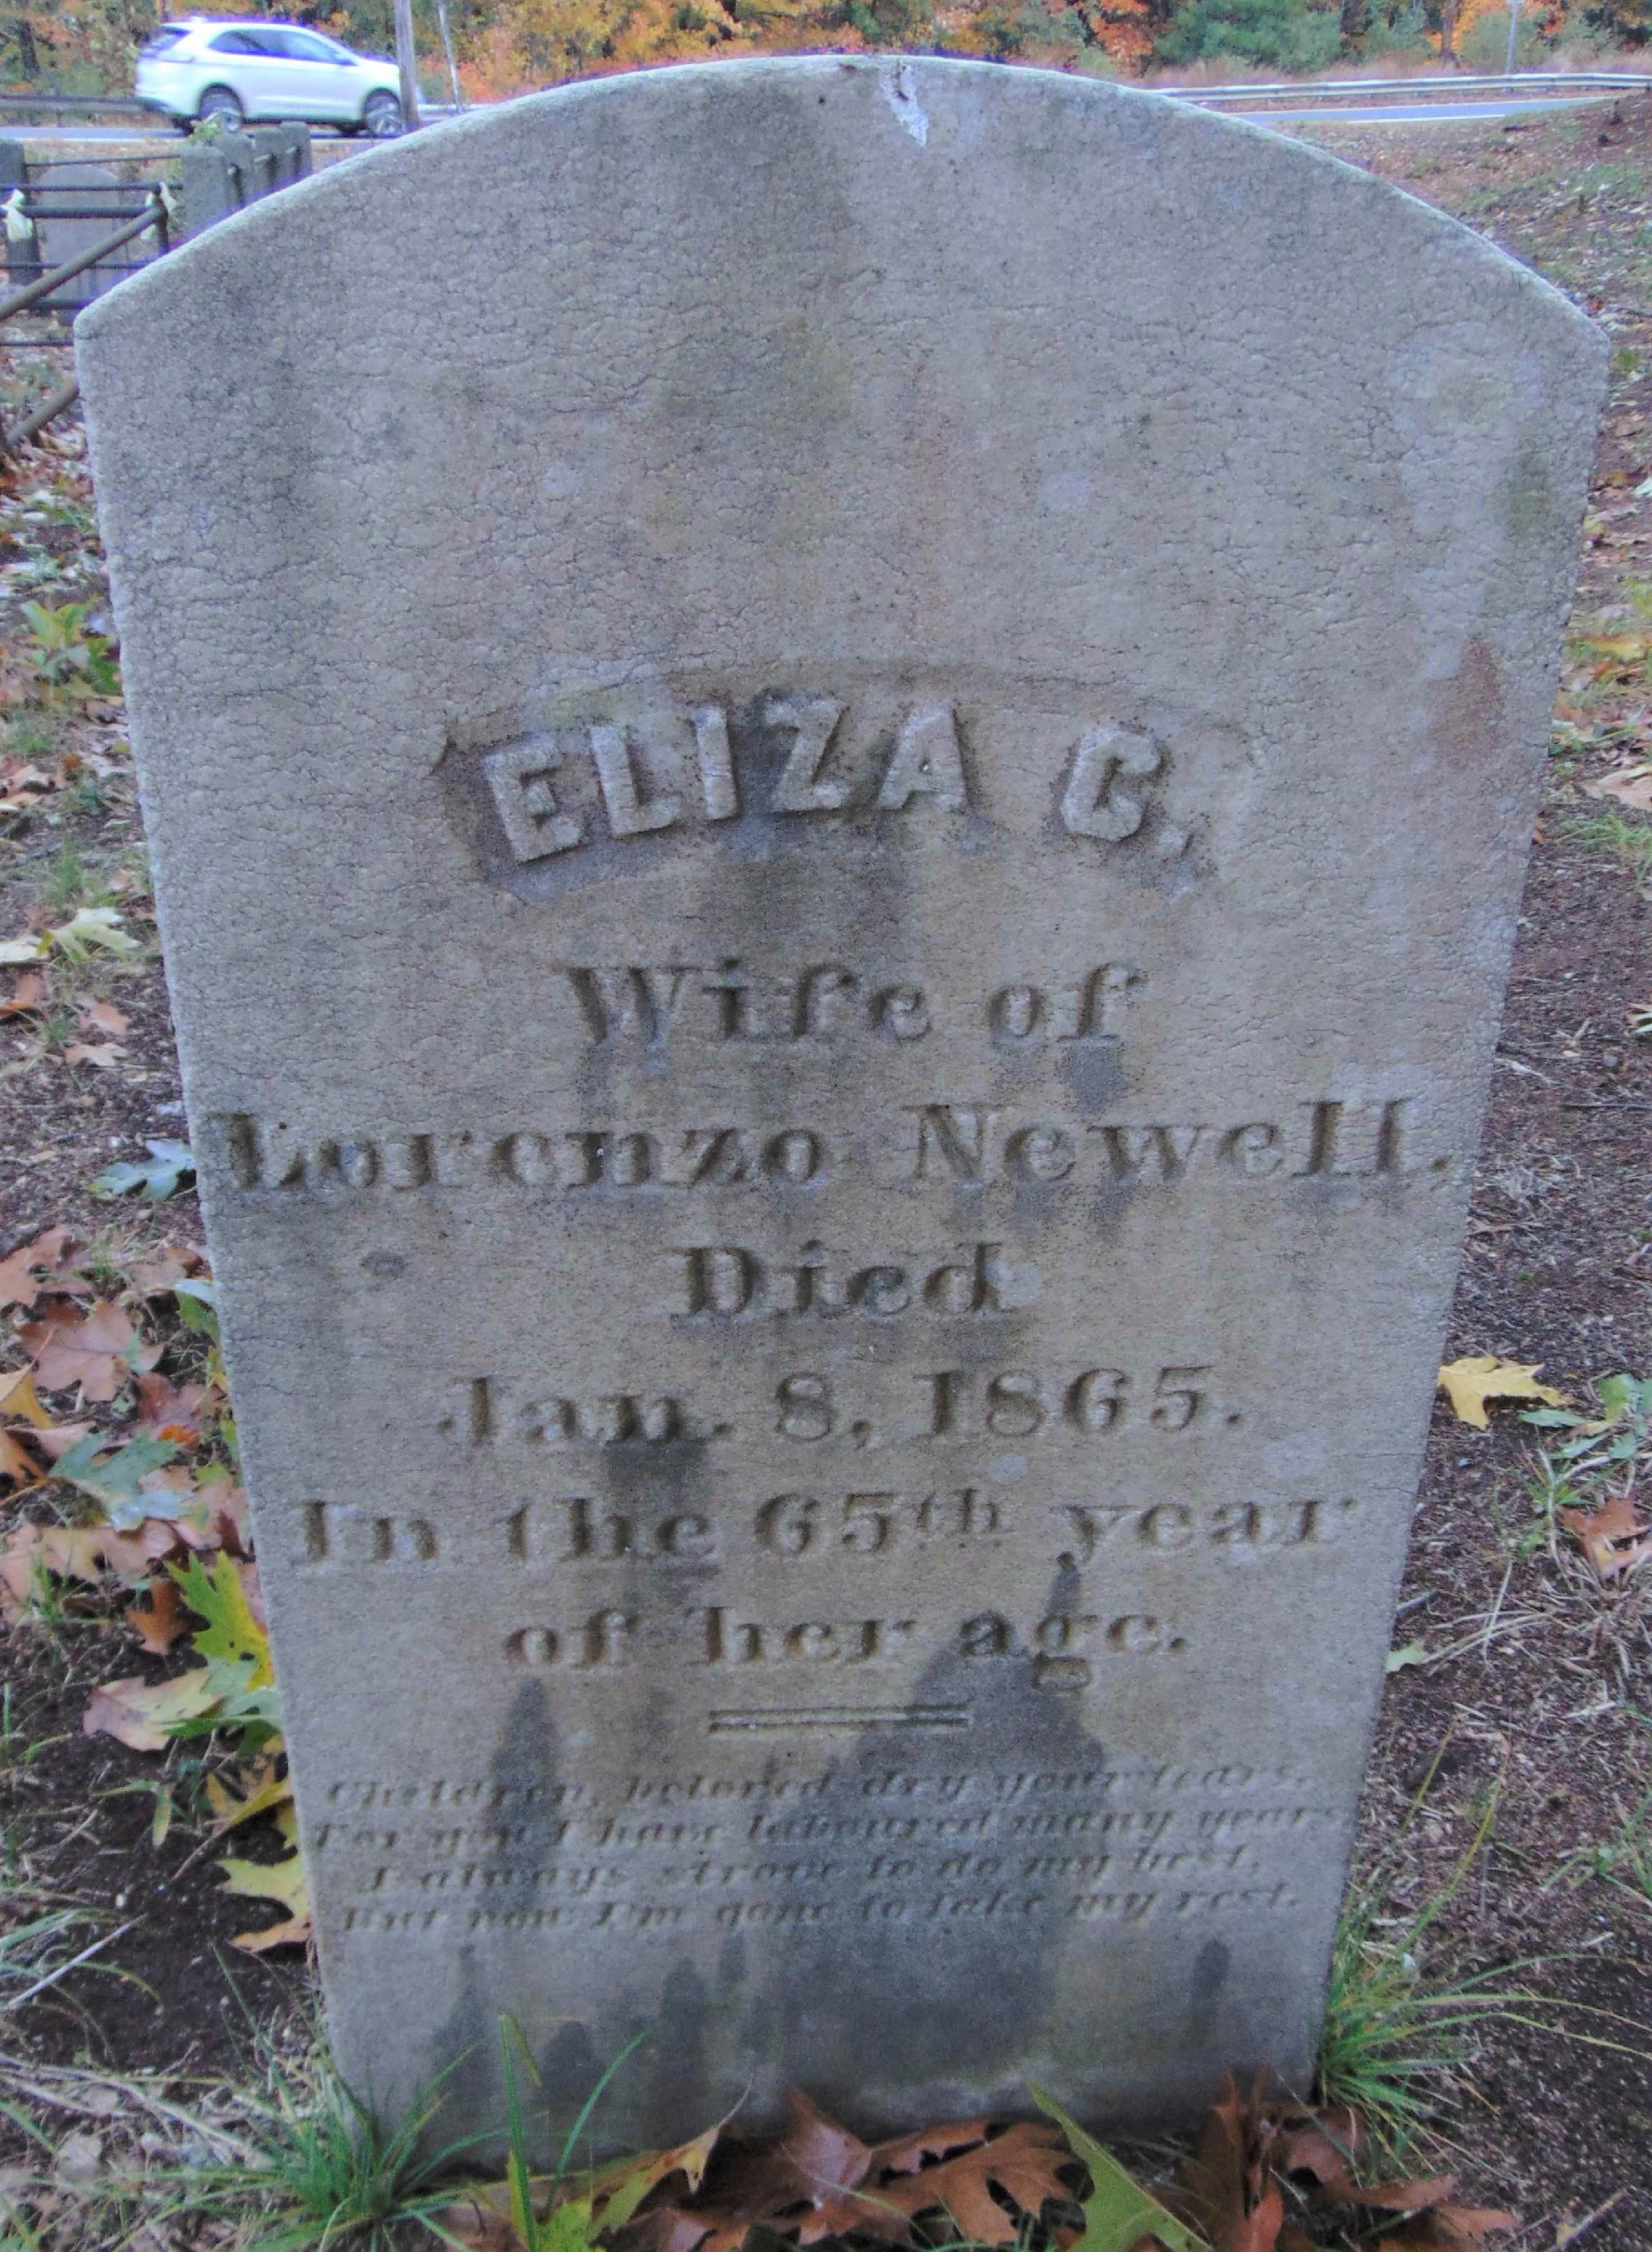 ELIZA C.
Wife of
Lorenzo Newell.
Died
Jan. 8, 1865.
In the 65th year
of her age.
Children, beloved dry your tears,
For you I have laboured many years
I always strove to do my best,
But now I'm gone to take my rest.